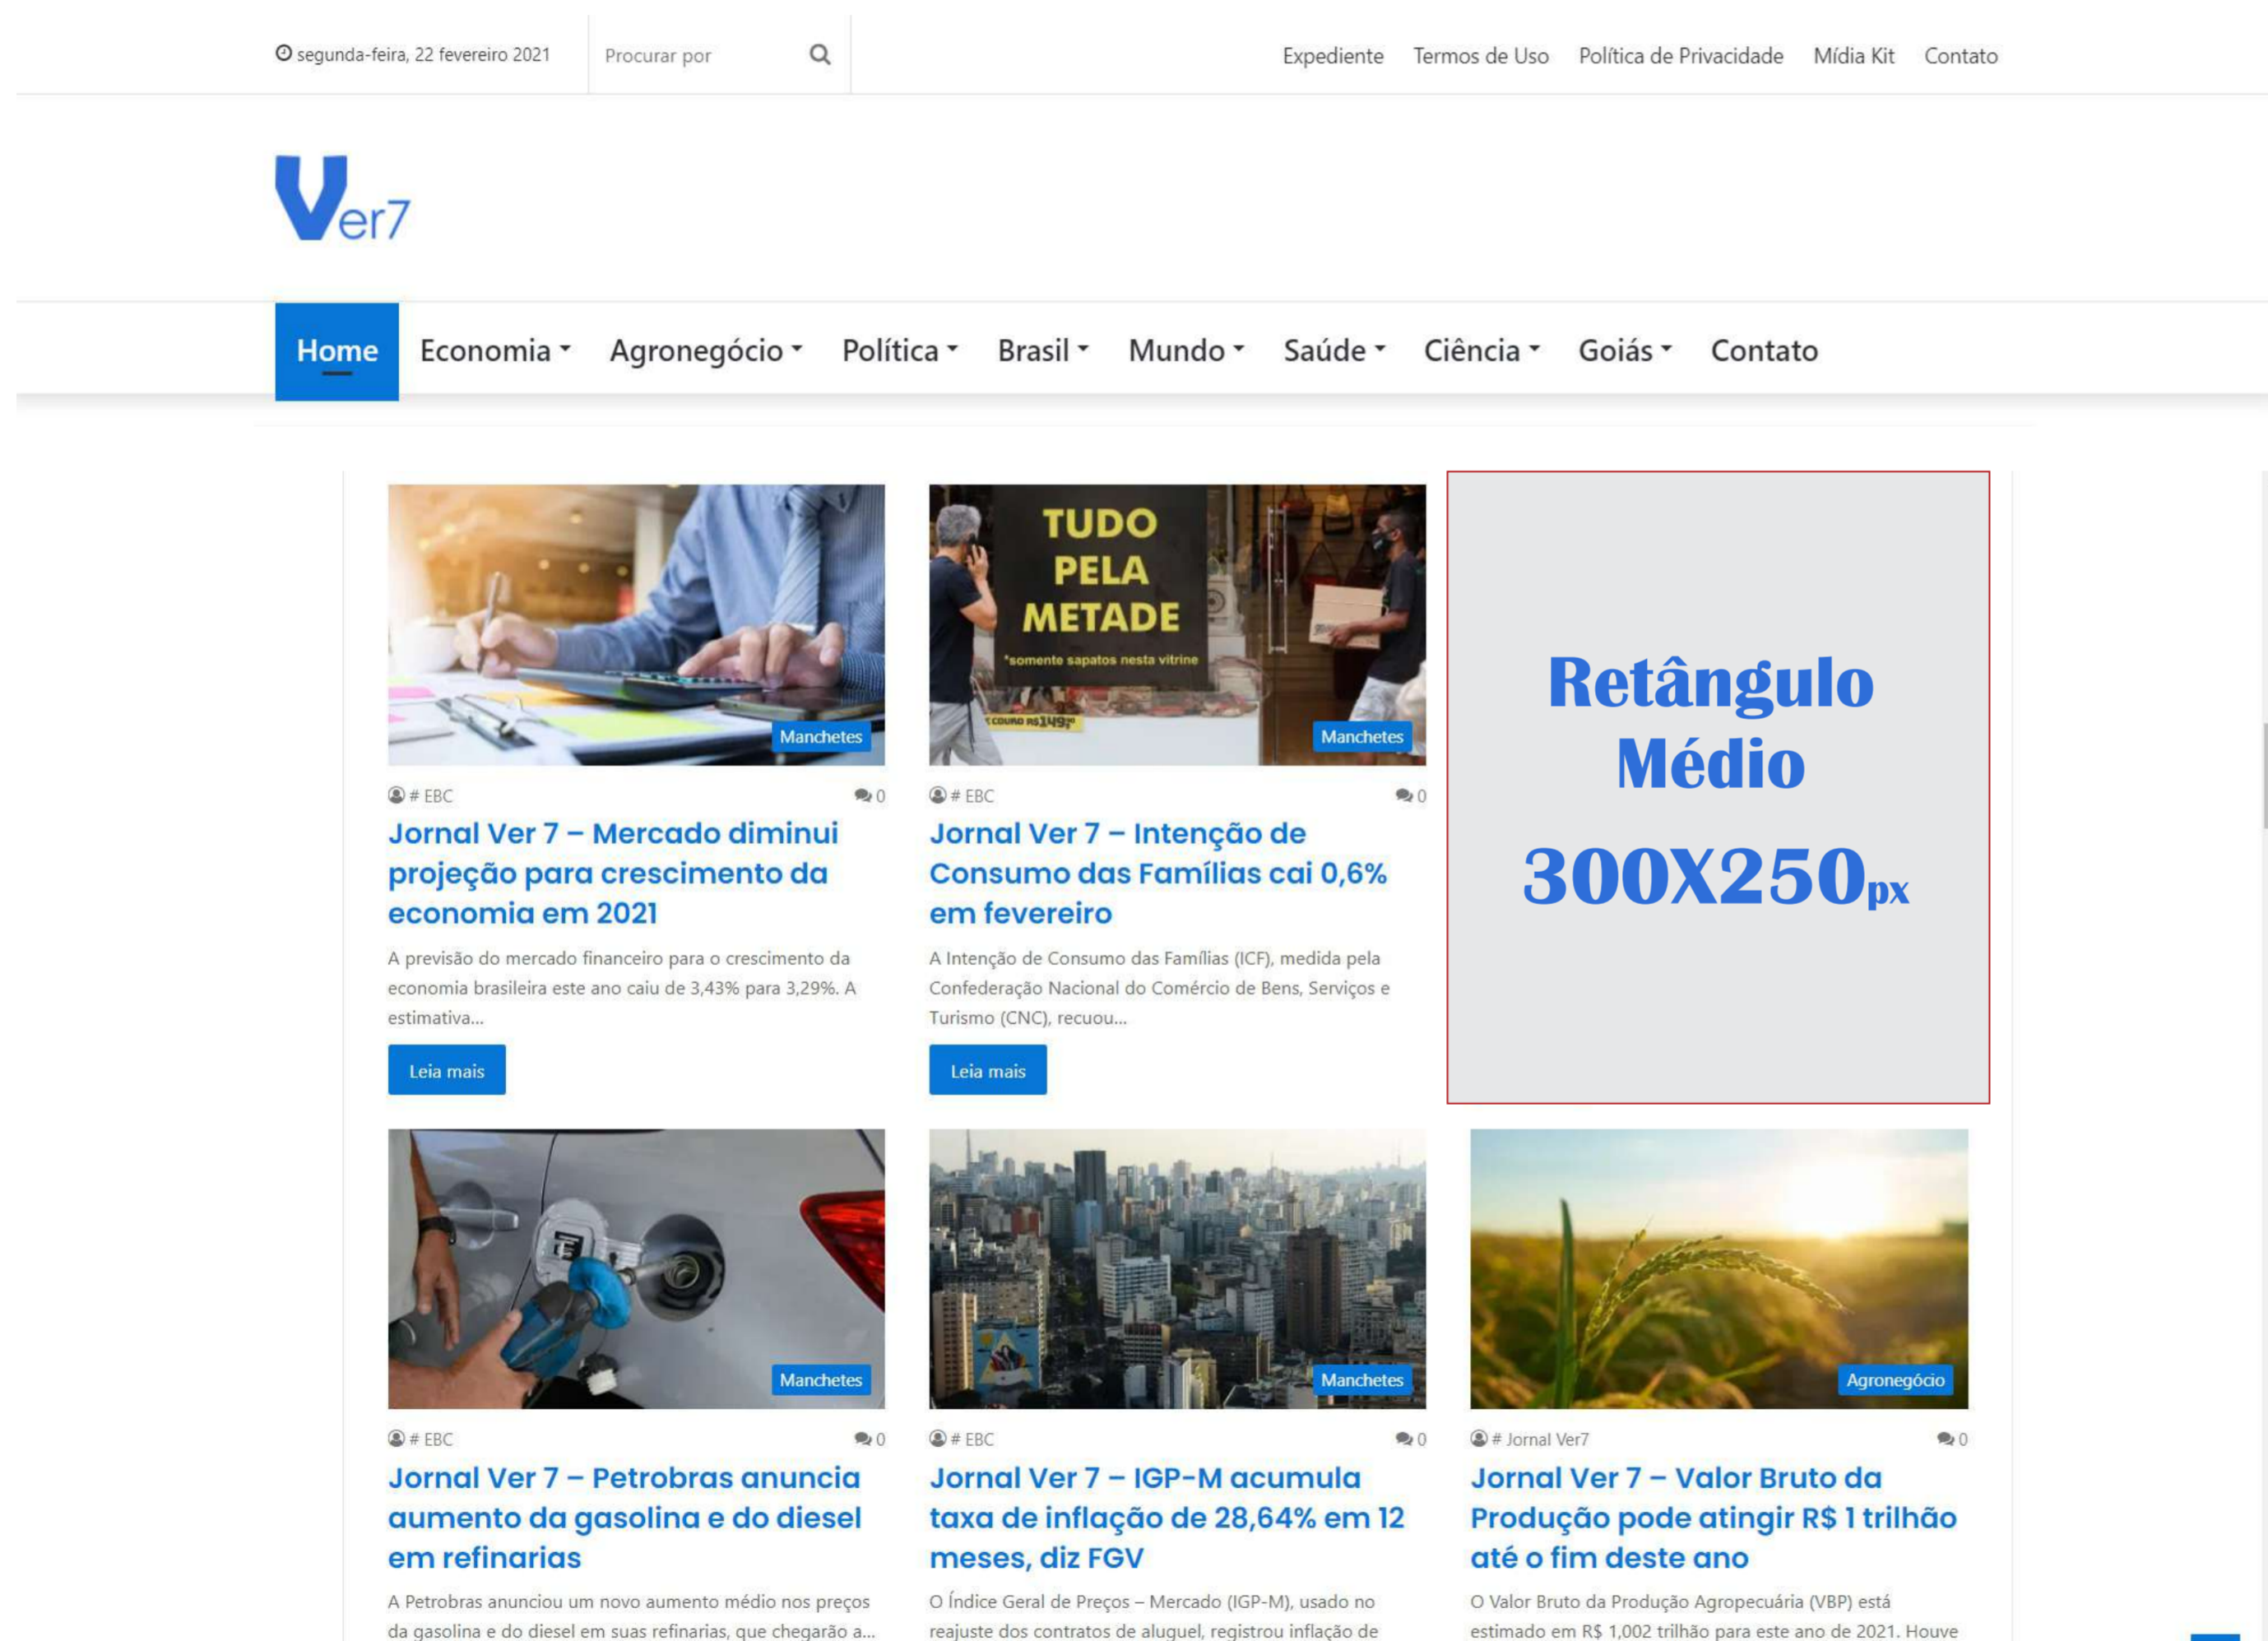 segunda-feira, 22 fevereiro 2021
Procurar por
Expediente Termos de Uso Política de Privacidade Mídia Kit Contato
Ver7
Home Economia Agronegócio Política Brasil Mundo Saúde Ciência Goiás Contato
Manchetes
# EBC 0
Jornal Ver 7 – Mercado diminui
projeção para crescimento da
economia em 2021
A previsão do mercado financeiro para o crescimento da
economia brasileira este ano caiu de 3,43% para 3,29%. A
estimativa...
Leia mais
TUDO
PELA
METADE
*somente sapatos nesta vitrine
COURO R$149,90
Manchetes
# EBC 0
Jornal Ver 7 – Intenção de
Consumo das Famílias cai 0,6%
em fevereiro
A Intenção de Consumo das Famílias (ICF), medida pela
Confederação Nacional do Comércio de Bens, Serviços e
Turismo (CNC), recuou...
Leia mais
Retângulo
Médio
300X250px
Manchetes
# EBC 0
Jornal Ver 7 – Petrobras anuncia
aumento da gasolina e do diesel
em refinarias
A Petrobras anunciou um novo aumento médio nos preços
da gasolina e do diesel em suas refinarias, que chegarão a...
Manchetes
# EBC 0
Jornal Ver 7 – IGP-M acumula
taxa de inflação de 28,64% em 12
meses, diz FGV
O Índice Geral de Preços – Mercado (IGP-M), usado no
reajuste dos contratos de aluguel, registrou inflação de
Agronegócio
# Jornal Ver7 0
Jornal Ver 7 – Valor Bruto da
Produção pode atingir R$ 1 trilhão
até o fim deste ano
O Valor Bruto da Produção Agropecuária (VBP) está
estimado em R$ 1,002 trilhão para este ano de 2021. Houve